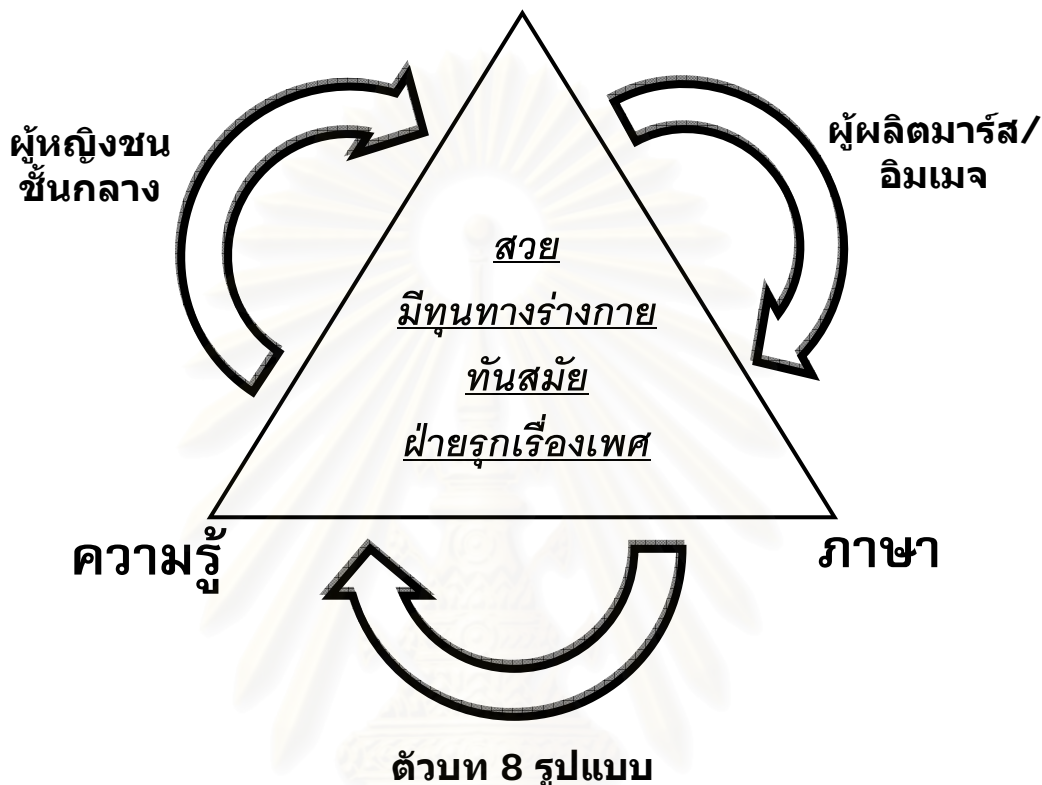 ผู้หญิงชน
ชั้นกลาง
ผู้ผลิตมาร์ส/
อิมเมจ
สวย
มีทุนทางร่างกาย
ทันสมัย
ฝ่ายรุกเรื่องเพศ
ความรู้
ภาษา
ตัวบท 8 รูปแบบ